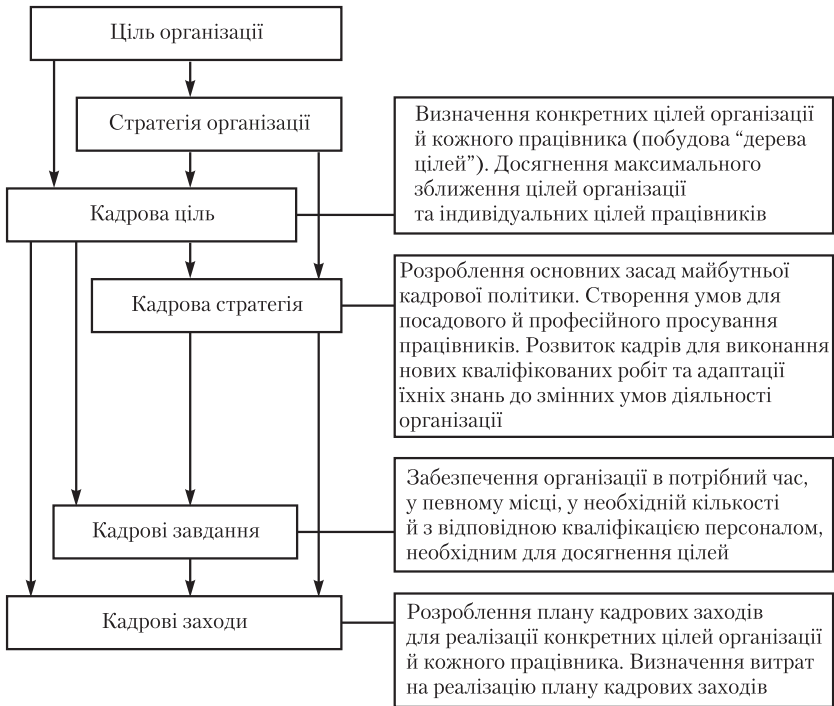 Ціль організації
Стратегія організації
Визначення конкретних цілей організації
й кожного працівника (побудова “дерева
цілей”). Досягнення максимального
зближення цілей організації
та індивідуальних цілей працівників
Кадрова ціль
Розроблення основних засад майбутньої
кадрової політики. Створення умов для
посадового й професійного просування
працівників. Розвиток кадрів для виконання
нових кваліфікованих робіт та адаптації
їхніх знань до змінних умов діяльності
організації
Кадрова стратегія
Забезпечення організації в потрібний час,
у певному місці, у необхідній кількості
й з відповідною кваліфікацією персоналом,
необхідним для досягнення цілей
Кадрові завдання
Кадрові заходи
Розроблення плану кадрових заходів
для реалізації конкретних цілей організації
й кожного працівника. Визначення витрат
на реалізацію плану кадрових заходів